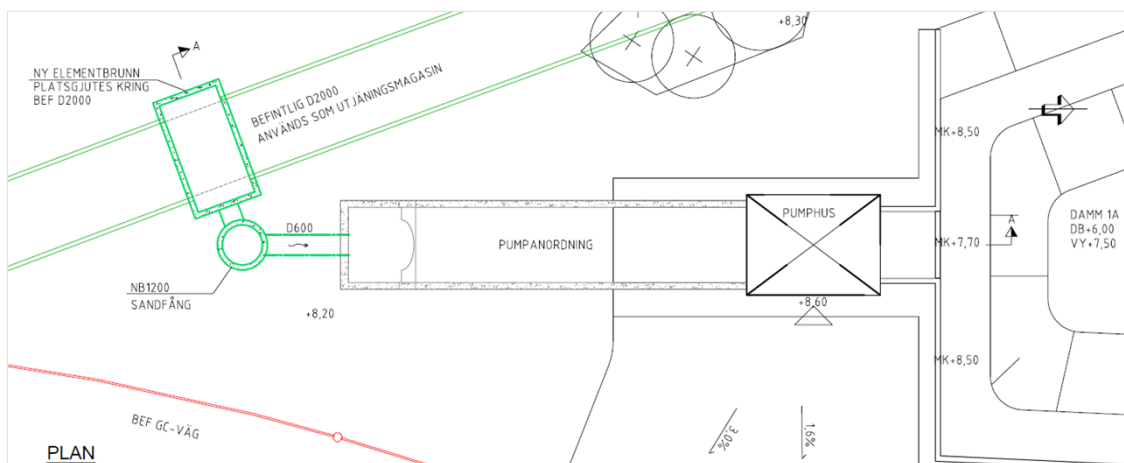 +8,30
A
NY ELEMENTBRUNN
PLATSGJUTES KRING
BEF D2000
BEFINTLIG D2000
ANVÄNDS SOM UTJÄNINGSMAGASIN
MK+8,50
PUMPHUS
DAMM 1A
DB+6,00
VY+7,50
A
D600
PUMPANORDNING
MK+7,70
NB1200
SANDFÅNG
+8,20
+8,60
MK+8,50
BEF GC-VÄG
3,0%
1,6%
PLAN